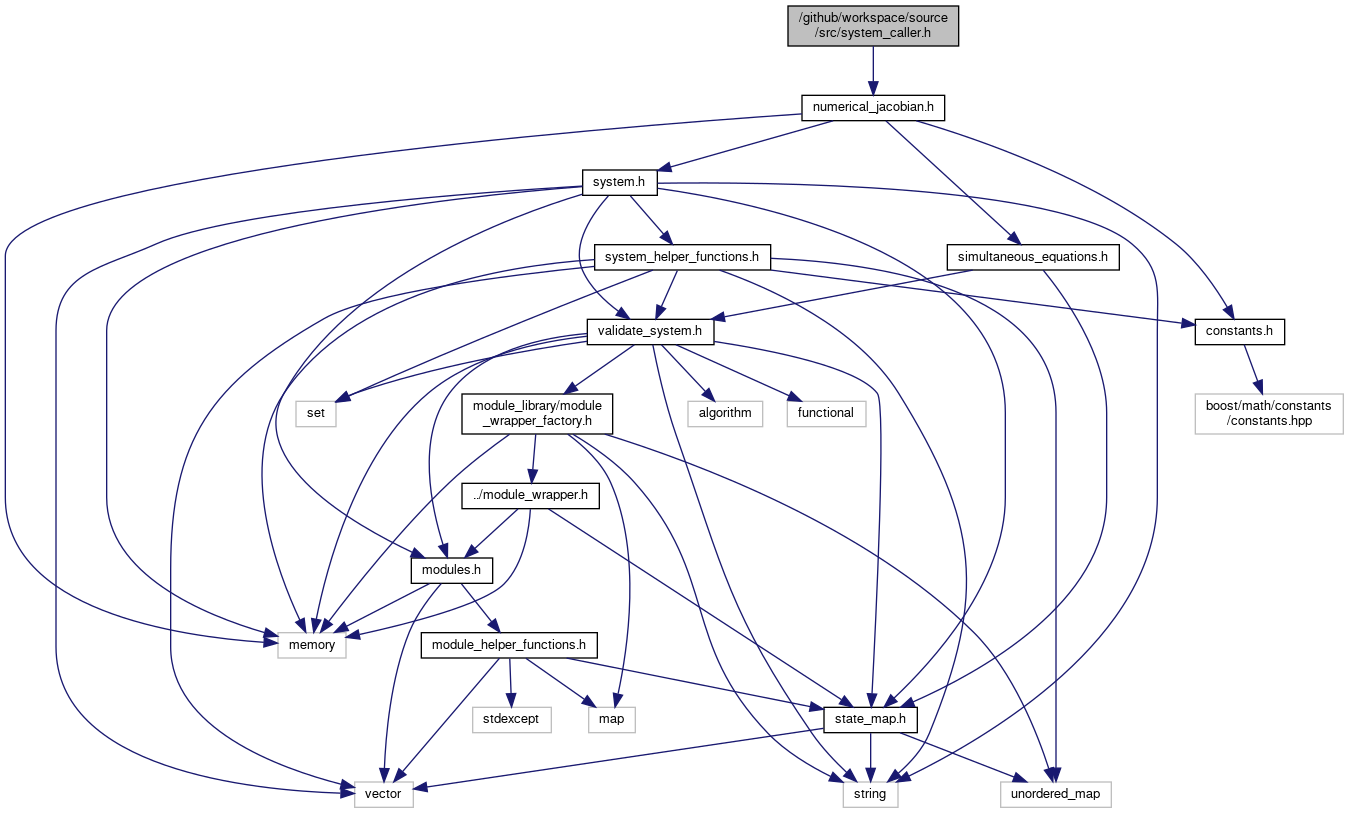 /github/workspace/source
/src/system_caller.h
numerical_jacobian.h
system.h
system_helper_functions.h
simultaneous_equations.h
validate_system.h
constants.h
set
module_library/module
_wrapper_factory.h
algorithm
functional
boost/math/constants
/constants.hpp
../module_wrapper.h
modules.h
memory
module_helper_functions.h
stdexcept
map
state_map.h
vector
string
unordered_map